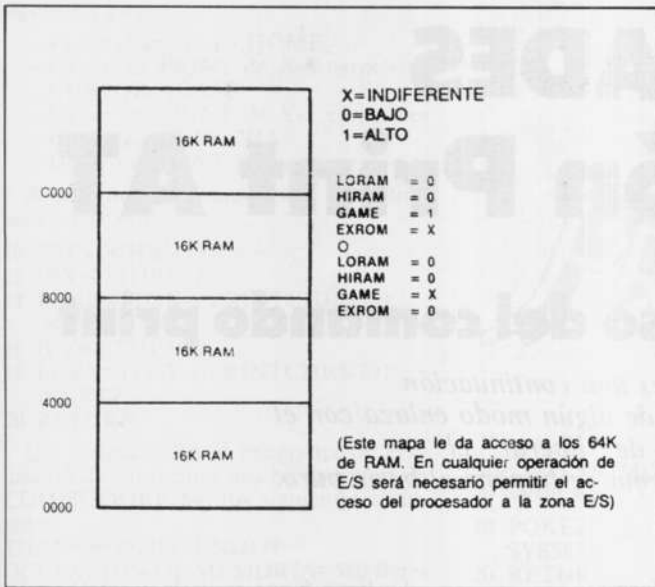 X=INDIFERENTE
0=BAJO
1=ALTO
16K RAM
C000
LORAM = 0
HIRAM = 0
GAME = 1
EXROM = X
O
LORAM = 0
HIRAM = 0
GAME = X
EXROM = 0
16K RAM
8000
16K RAM
4000
16K RAM
0000
(Este mapa le da acceso a los 64K
de RAM. En cualquier operación de
E/S será necesario permitir el ac-
ceso del procesador a la zona E/S)